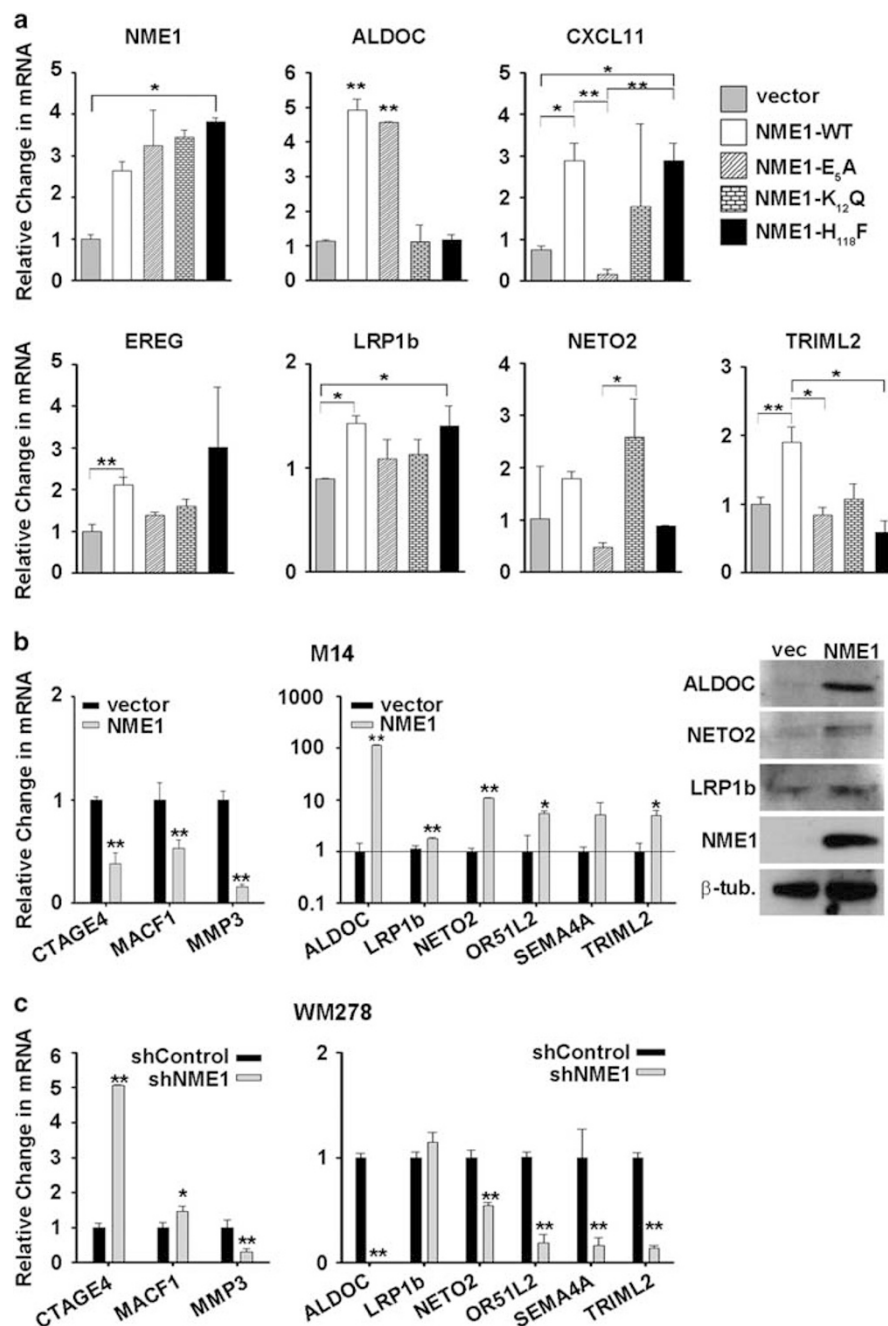 a
NME1
ALDOC
CXCL11
Relative Change in mRNA
5
4
3
2
1
0
*
6
5
4
3
2
1
0
**
**
5
4
3
2
1
0
*
*
**
**
vector
NME1-WT
NME1-E5A
NME1-K12Q
NME1-H118F
EREG
LRP1b
NETO2
TRIML2
Relative Change in mRNA
5
4
3
2
1
0
**
2
1
0
*
*
4
3
2
1
0
*
3
2
1
0
**
*
*
b
M14
Relative Change in mRNA
2
1
0
vector
NME1
**
**
**
CTAGE4
MACF1
MMP3
1000
100
10
1
0.1
vector
NME1
**
**
**
*
*
ALDOC
LRP1b
NETO2
OR51L2
SEMA4A
TRIML2
vec NME1
ALDOC
NETO2
LRP1b
NME1
β-tub.
c
WM278
Relative Change in mRNA
6
5
4
3
2
1
0
shControl
shNME1
**
*
**
CTAGE4
MACF1
MMP3
2
1
0
shControl
shNME1
**
**
**
**
**
ALDOC
LRP1b
NETO2
OR51L2
SEMA4A
TRIML2